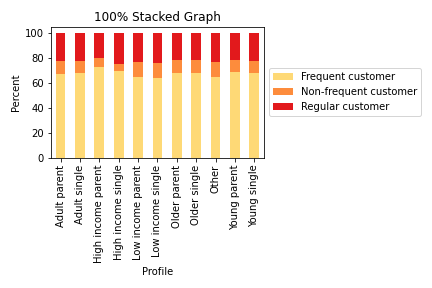 100% Stacked Graph
100
80
60
40
20
0
Percent
Adult parent
Adult single
High income parent
High income single
Low income parent
Low income single
Older parent
Older single
Other
Young parent
Young single
Profile
Frequent customer
Non-frequent customer
Regular customer